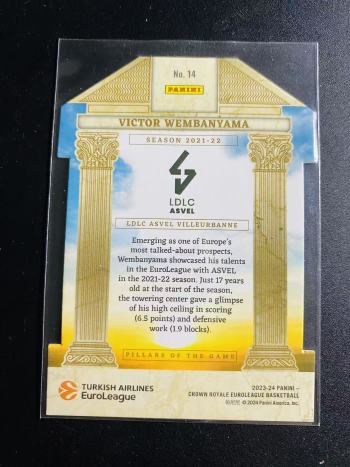 No. 14
PANINI
VICTOR WEMBANYAMA
SEASON 2021-22
LDLC
ASVEL
LDLC ASVEL VILLEURBANNE
Emerging as one of Europe's
most talked-about prospects,
Wembanyama showcased his talents
in the EuroLeague with ASVEL
in the 2021-22 season. Just 17 years
old at the start of the season,
the towering center gave a glimpse
of his high ceiling in scoring
(6.5 points) and defensive
work (1.9 blocks).
PILLARS OF THE GAME
TURKISH AIRLINES
EuroLeague
2023-24 PANINI –
CROWN ROYALE EUROLEAGUE BASKETBALL
© 2024 Panini America, Inc.